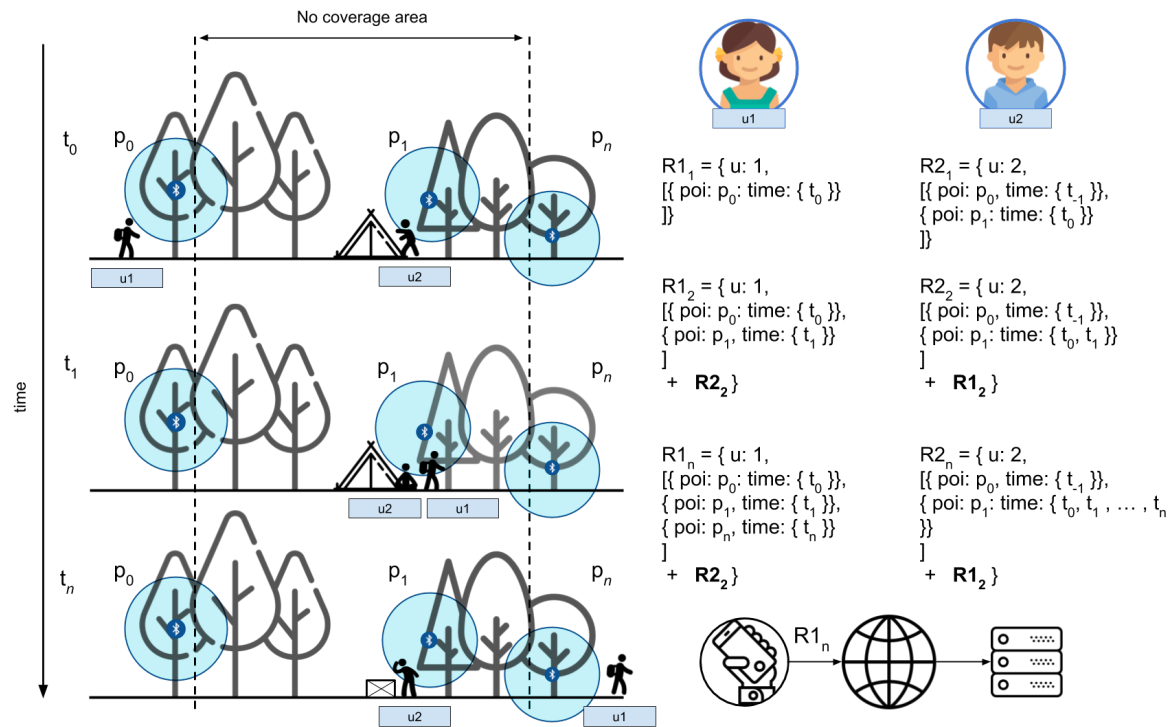 No coverage area
time
t0
p0
p1
pn
u1
u2
t1
p0
p1
pn
u2
u1
tn
p0
p1
pn
u2
u1
u1
u2
R11 = { u: 1,
[{ poi: p0: time: { t0 }}
]}
R21 = { u: 2,
[{ poi: p0, time: { t-1 }},
{ poi: p1: time: { t0 }}
]}
R12 = { u: 1,
[{ poi: p0: time: { t0 }},
{ poi: p1, time: { t1 }}
]
+ R22 }
R22 = { u: 2,
[{ poi: p0, time: { t-1 }},
{ poi: p1: time: { t0, t1 }}
]
+ R12 }
R1n = { u: 1,
[{ poi: p0: time: { t0 }},
{ poi: p1, time: { t1 }},
{ poi: pn, time: { tn }}
]
+ R22 }
R2n = { u: 2,
[{ poi: p0, time: { t-1 }},
{ poi: p1: time: { t0, t1 , … , tn
}}
]
+ R12 }
R1n